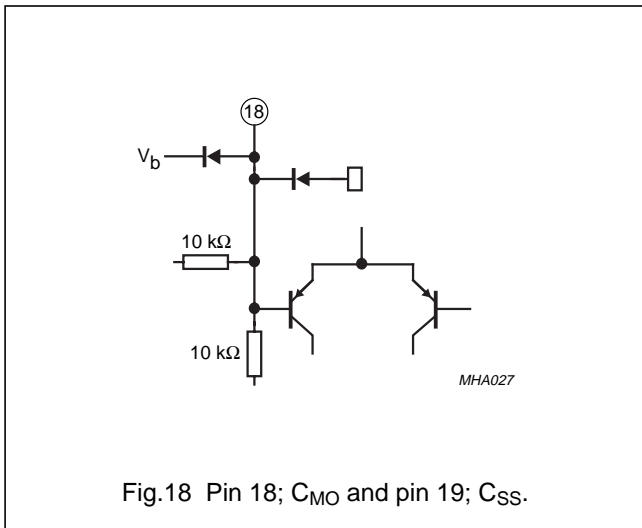 18
Vb
10 kΩ
10 kΩ
MHA027
Fig.18 Pin 18; CMO and pin 19; CSS.